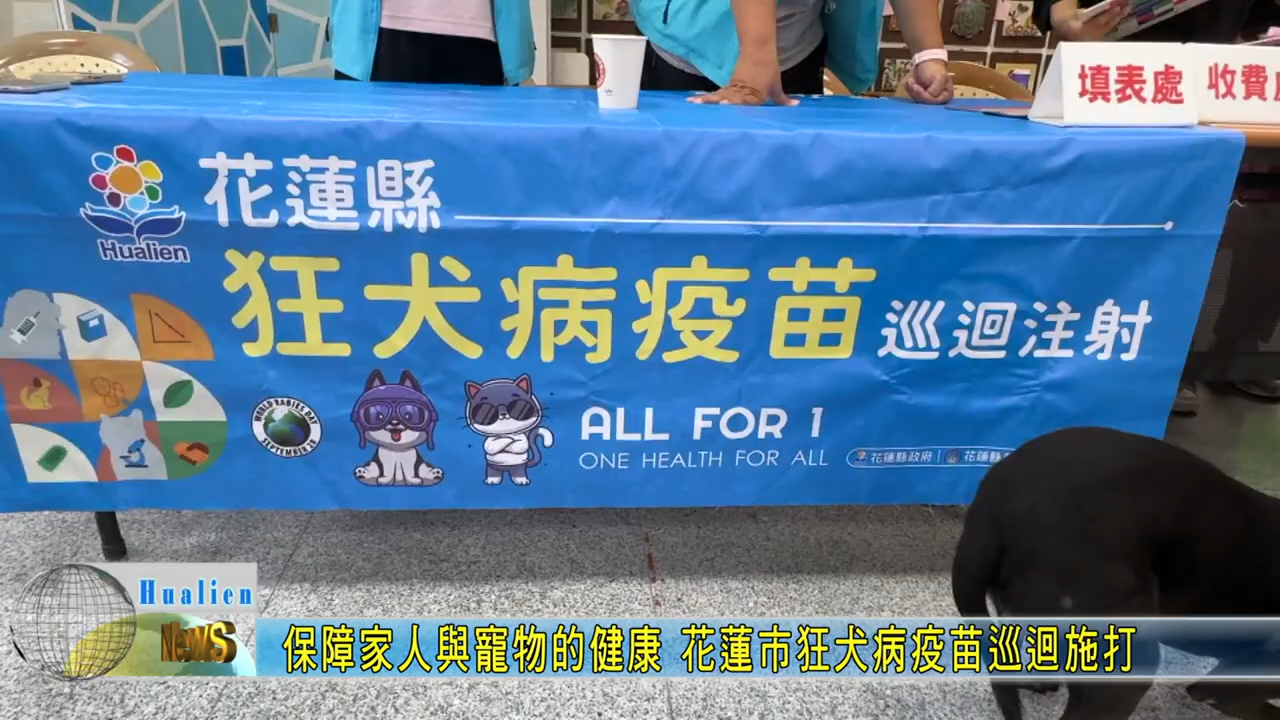 填表處
收費
花蓮縣
Hualien
狂犬病疫苗巡迴注射
WORLD RABIES DAY
SEPTEMBER 28
ALL FOR 1
ONE HEALTH FOR ALL
花蓮縣政府
花蓮縣
Hualien
NEWS
保障家人與寵物的健康 花蓮市狂犬病疫苗巡迴施打